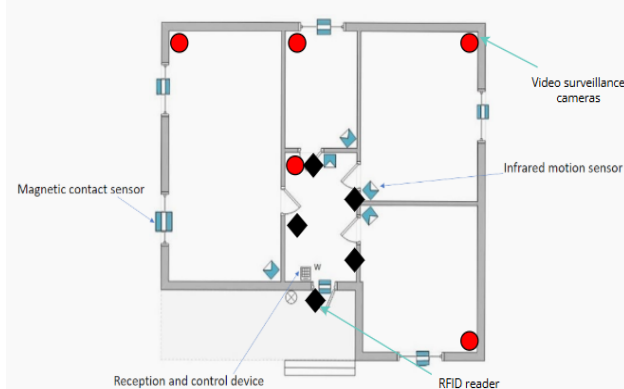 Video surveillance
cameras
Infrared motion sensor
Magnetic contact sensor
W
Reception and control device
RFID reader